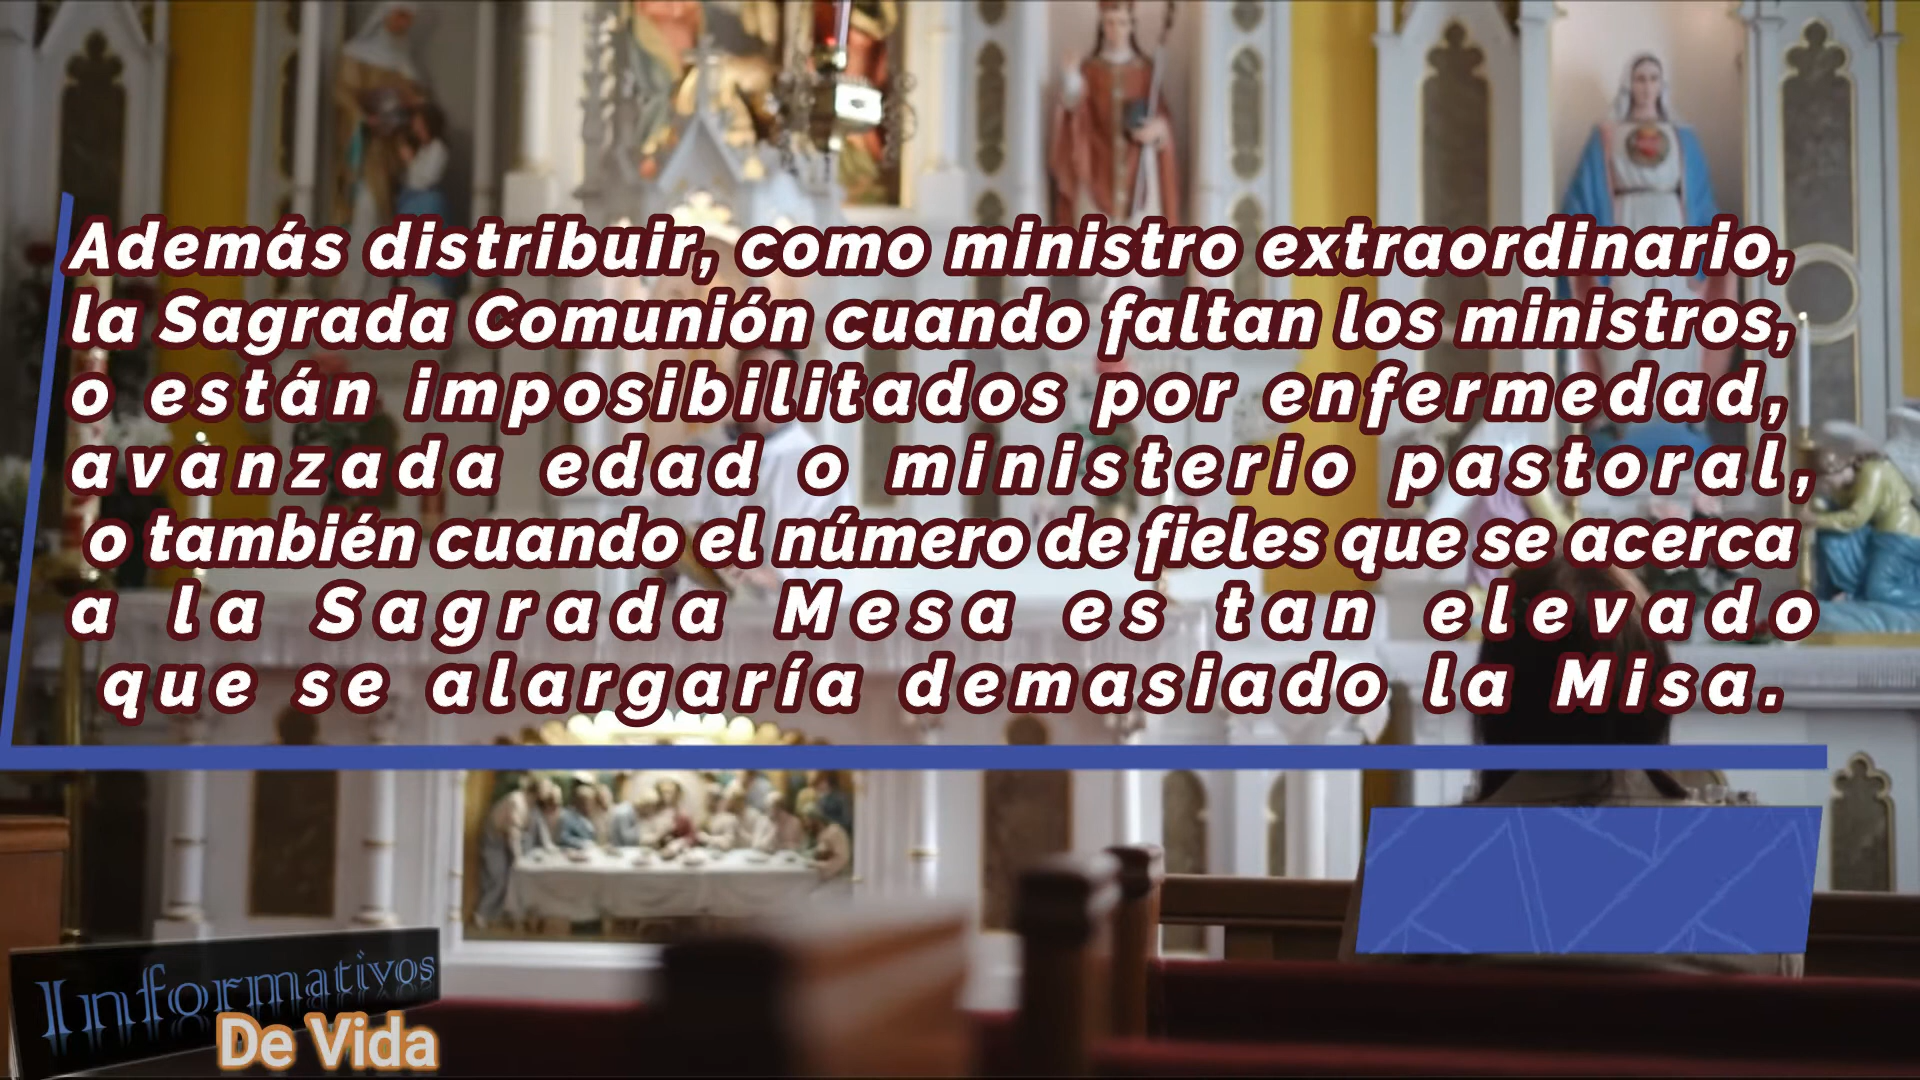 Además distribuir, como ministro extraordinario,
la Sagrada Comunión cuando faltan los ministros,
o están imposibilitados por enfermedad,
avanzada edad o ministerio pastoral,
o también cuando el número de fieles que se acerca
a la Sagrada Mesa es tan elevado
que se alargaría demasiado la Misa.
Informativos
De Vida